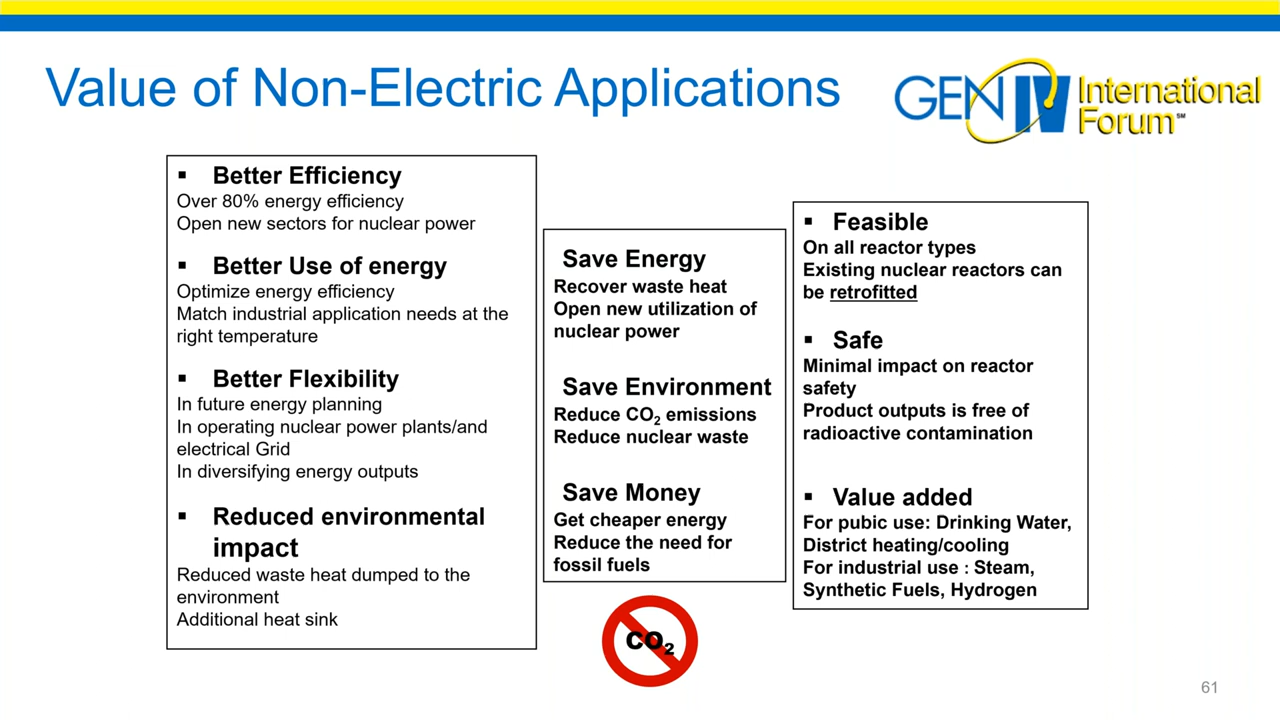 Value of Non-Electric Applications
GEN IV International
Forum℠
▪ Better Efficiency
Over 80% energy efficiency
Open new sectors for nuclear power
▪ Better Use of energy
Optimize energy efficiency
Match industrial application needs at the
right temperature
▪ Better Flexibility
In future energy planning
In operating nuclear power plants/and
electrical Grid
In diversifying energy outputs
▪ Reduced environmental
impact
Reduced waste heat dumped to the
environment
Additional heat sink
Save Energy
Recover waste heat
Open new utilization of
nuclear power
Save Environment
Reduce CO₂ emissions
Reduce nuclear waste
Save Money
Get cheaper energy
Reduce the need for
fossil fuels
CO₂
▪ Feasible
On all reactor types
Existing nuclear reactors can
be retrofitted
▪ Safe
Minimal impact on reactor
safety
Product outputs is free of
radioactive contamination
▪ Value added
For pubic use: Drinking Water,
District heating/cooling
For industrial use : Steam,
Synthetic Fuels, Hydrogen
61